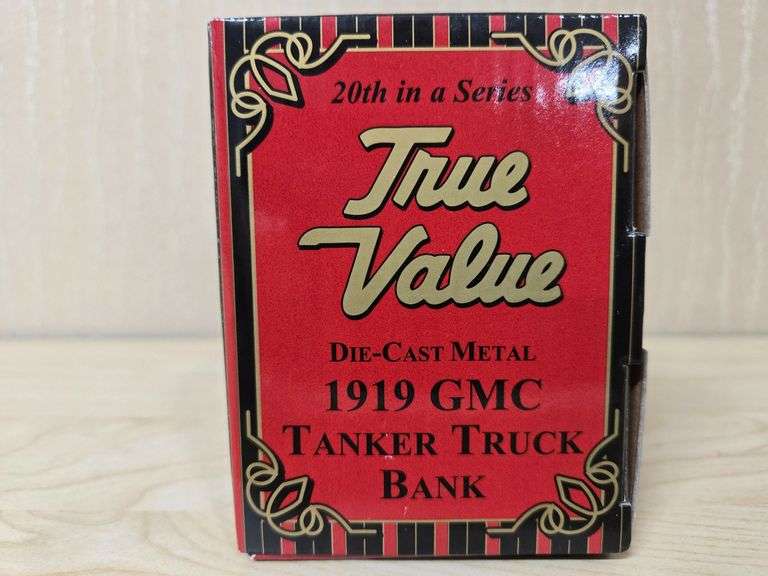 20th in a Series
True
Value
DIE-CAST METAL
1919 GMC
TANKER TRUCK
BANK